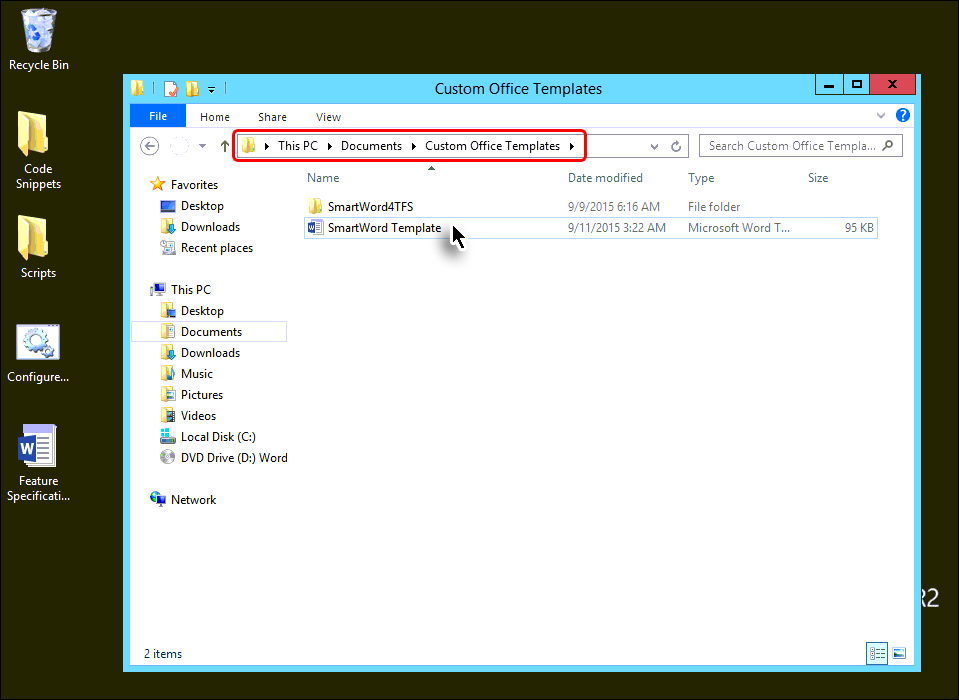 Recycle Bin
Code
Snippets
Scripts
Configure...
Feature
Specificati...
Custom Office Templates
File Home Share View
This PC Documents Custom Office Templates
Search Custom Office Templa...
Name Date modified Type Size
SmartWord4TFS 9/9/2015 6:16 AM File folder
SmartWord Template 9/11/2015 3:22 AM Microsoft Word T... 95 KB
Favorites
Desktop
Downloads
Recent places
This PC
Desktop
Documents
Downloads
Music
Pictures
Videos
Local Disk (C:)
DVD Drive (D:) Word
Network
2 items
R2